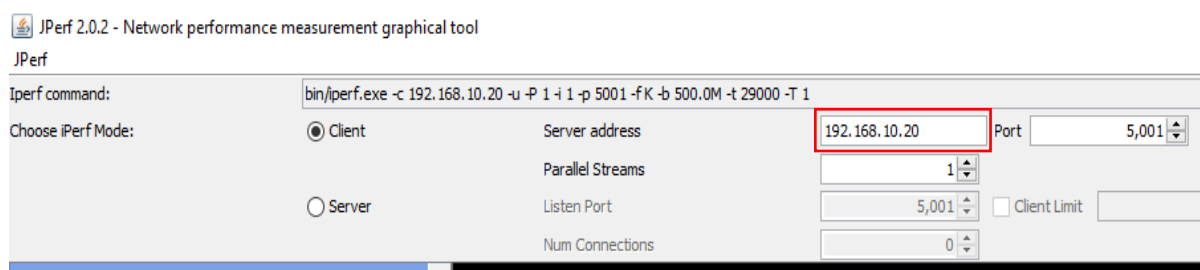 JPerf 2.0.2 - Network performance measurement graphical tool
JPerf
Iperf command: bin/iperf.exe -c 192.168.10.20 -u -P 1 -i 1 -p 5001 -f K -b 500.0M -t 29000 -T 1
Choose iPerf Mode: Client Server address 192.168.10.20 Port 5,001
Parallel Streams 1
Server Listen Port 5,001 Client Limit
Num Connections 0